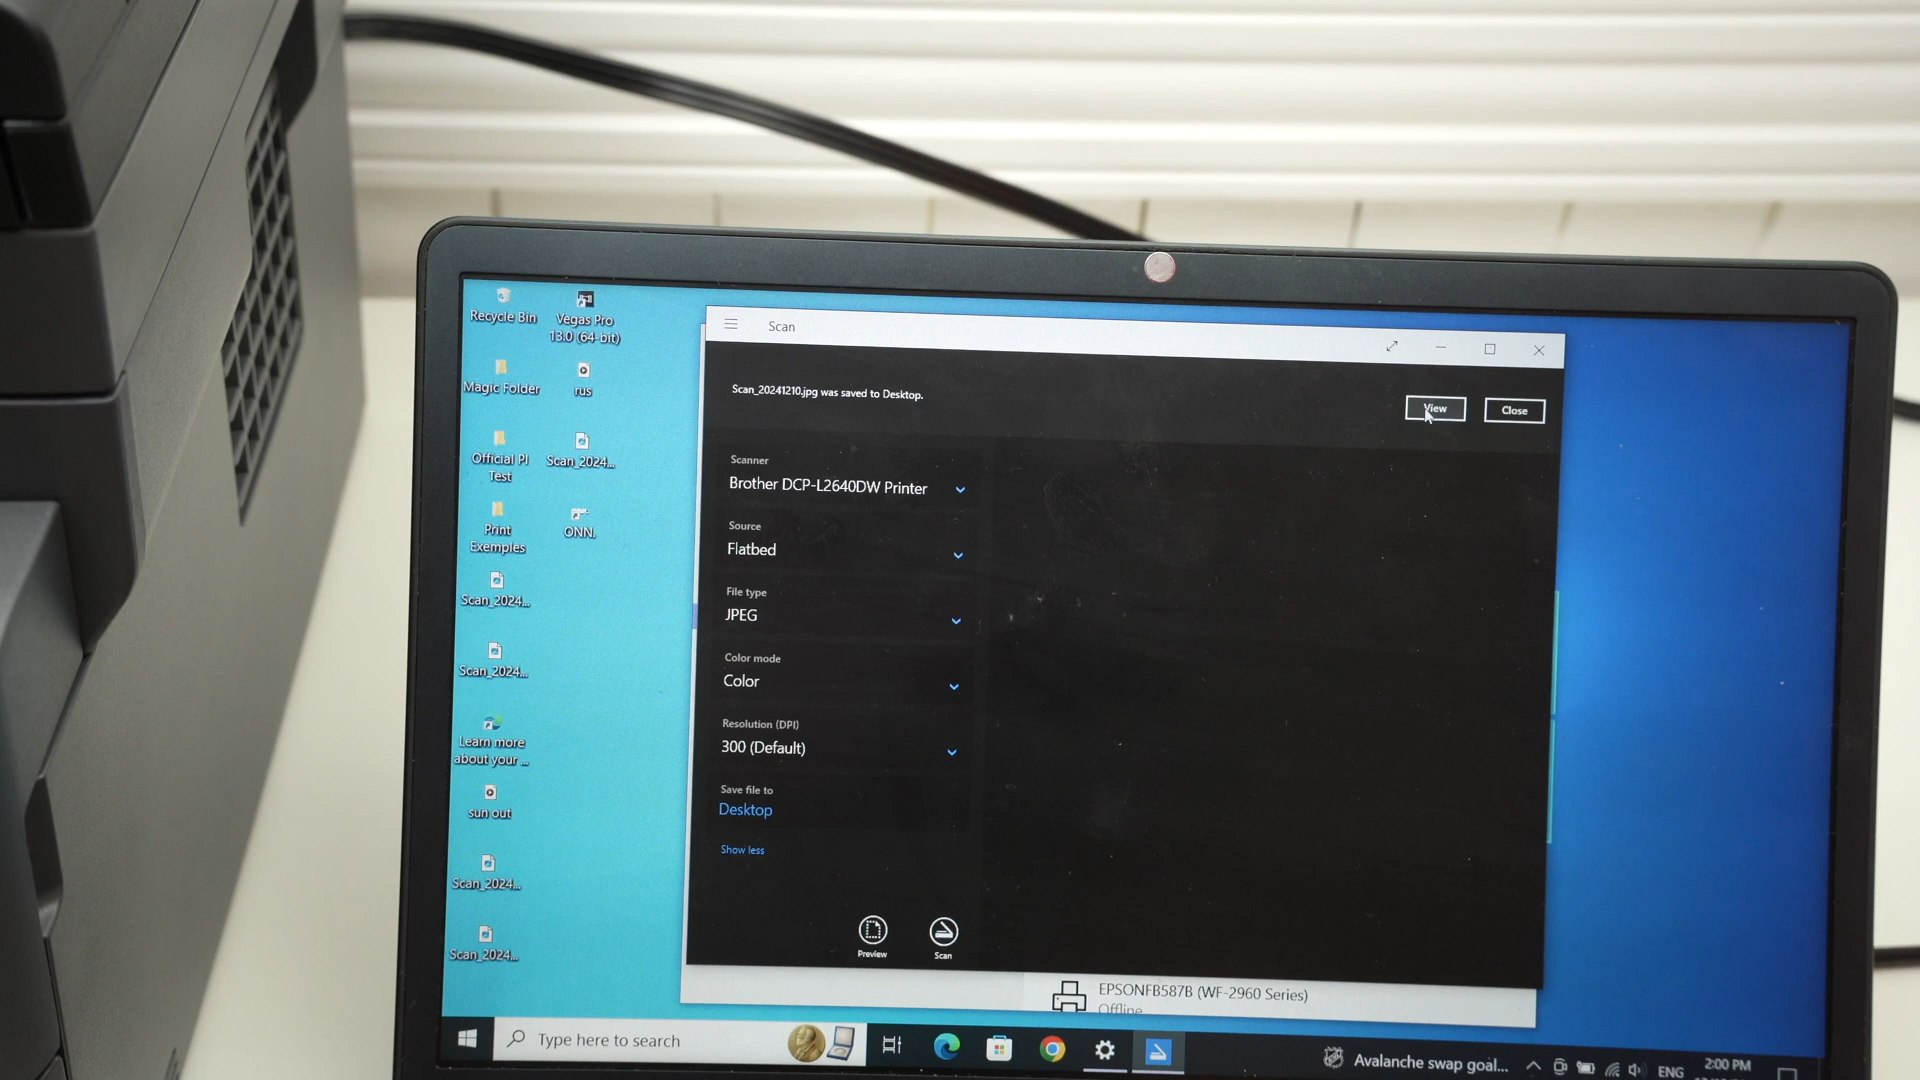 Recycle Bin
Vegas Pro
13.0 (64-bit)
Magic Folder
rus
Official PI
Test
Scan_2024...
Print
Exemples
ONN.
Scan_2024...
Scan_2024...
Learn more
about your ...
sun out
Scan_2024...
Scan_2024...
Scan
Scan_20241210.jpg was saved to Desktop.
View
Close
Scanner
Brother DCP-L2640DW Printer
Source
Flatbed
File type
JPEG
Color mode
Color
Resolution (DPI)
300 (Default)
Save file to
Desktop
Show less
Preview
Scan
EPSONFB587B (WF-2960 Series)
Offline
Type here to search
Avalanche swap goal...
ENG
2:00 PM